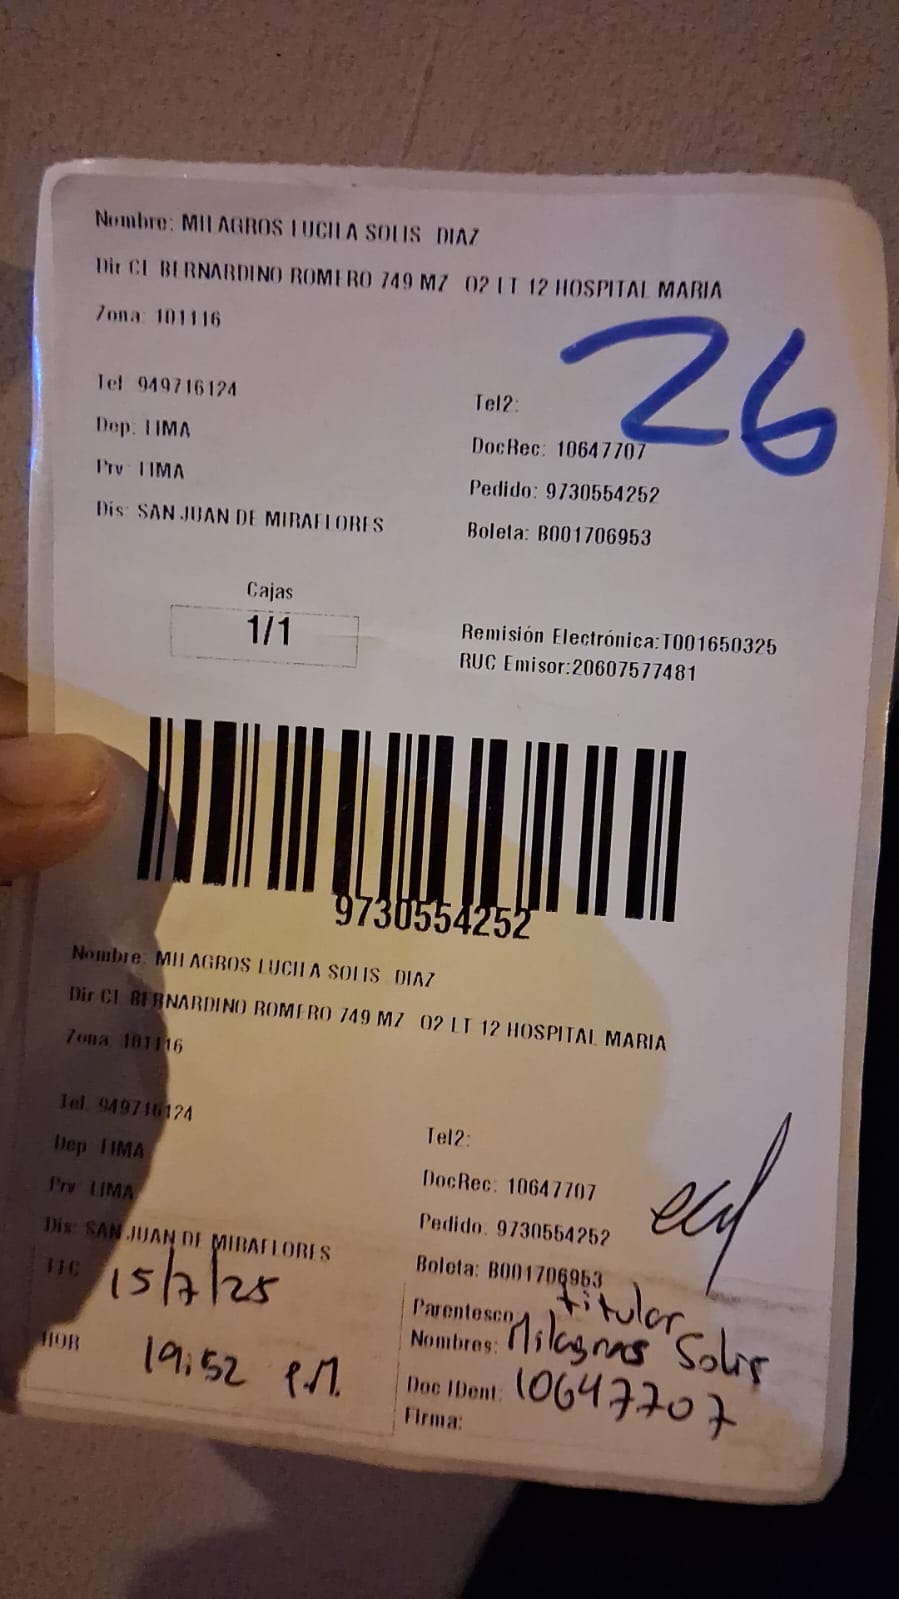 Nombre: MILAGROS LUCILA SOLIS DIAZ
Dir CL BERNARDINO ROMERO 749 MZ O2 LT 12 HOSPITAL MARIA
Zona: 101116
26
Tel 949716124
Tel2:
Dep: LIMA
DocRec: 10647707
Prv LIMA
Pedido: 9730554252
Dis: SAN JUAN DE MIRAFLORES
Boleta: B001706953
Cajas
1/1
Remisión Electrónica:T001650325
RUC Emisor:20607577481
9730554252
Nombre: MILAGROS LUCILA SOLIS DIAZ
Dir CL BERNARDINO ROMERO 749 MZ O2 LT 12 HOSPITAL MARIA
Zona 101116
Tel 949716124
Tel2:
Dep LIMA
DocRec: 10647707
Prv LIMA
Pedido: 9730554252
Dis: SAN JUAN DE MIRAFLORES
Boleta: B001706953
15/7/25
Parentesco: titular
Nombres: Milagros Solis
HOR 19:52 P.M.
Doc IDent: 10647707
Firma: